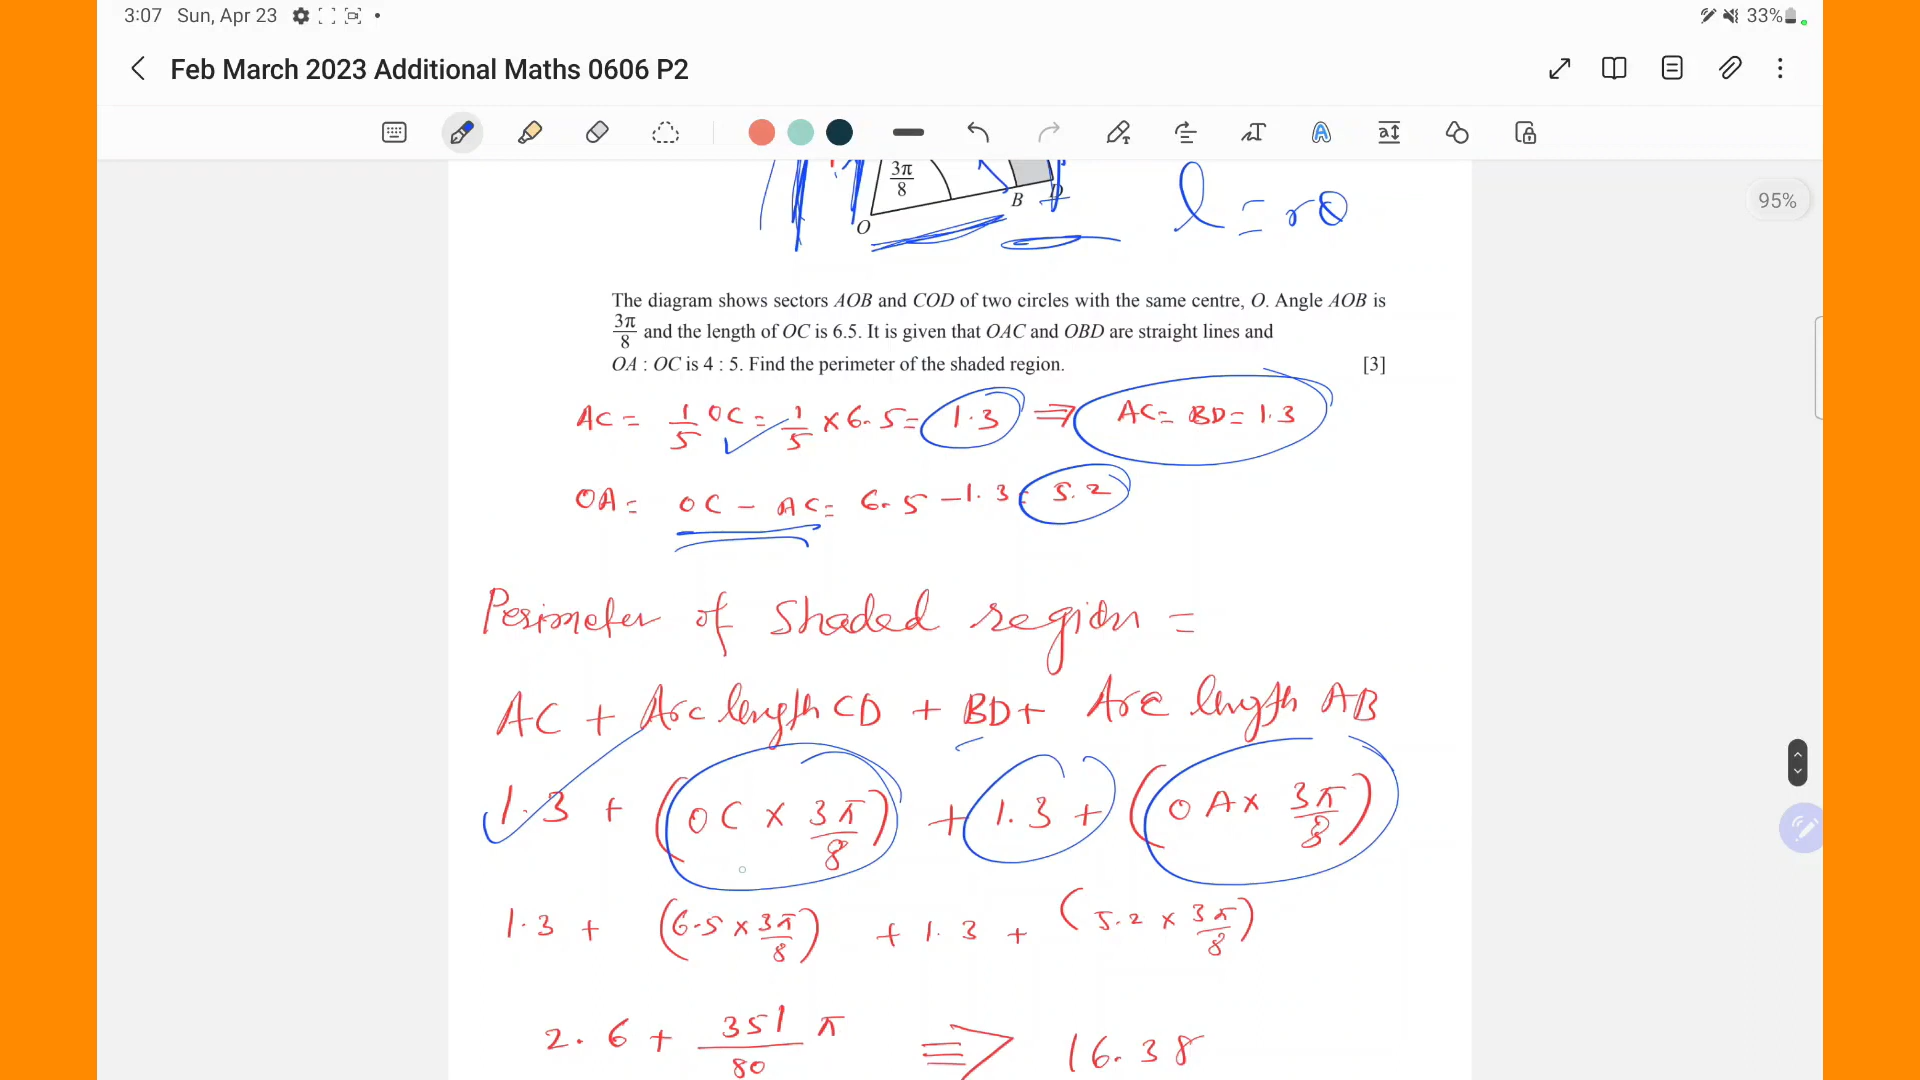 3:07 Sun, Apr 23 33%
Feb March 2023 Additional Maths 0606 P2
95%
3π
8
O
B
D
l = rθ
The diagram shows sectors AOB and COD of two circles with the same centre, O. Angle AOB is
3π/8 and the length of OC is 6.5. It is given that OAC and OBD are straight lines and
OA : OC is 4 : 5. Find the perimeter of the shaded region. [3]
AC = 1/5 OC = 1/5 × 6.5 = 1.3 ⇒ AC = BD = 1.3
OA = OC − AC = 6.5 − 1.3 = 5.2
Perimeter of shaded region =
AC + Arc length CD + BD + Arc length AB
1.3 + (OC × 3π/8) + 1.3 + (OA × 3π/8)
1.3 + (6.5 × 3π/8) + 1.3 + (5.2 × 3π/8)
2.6 + 351/80 π ⇒ 16.38